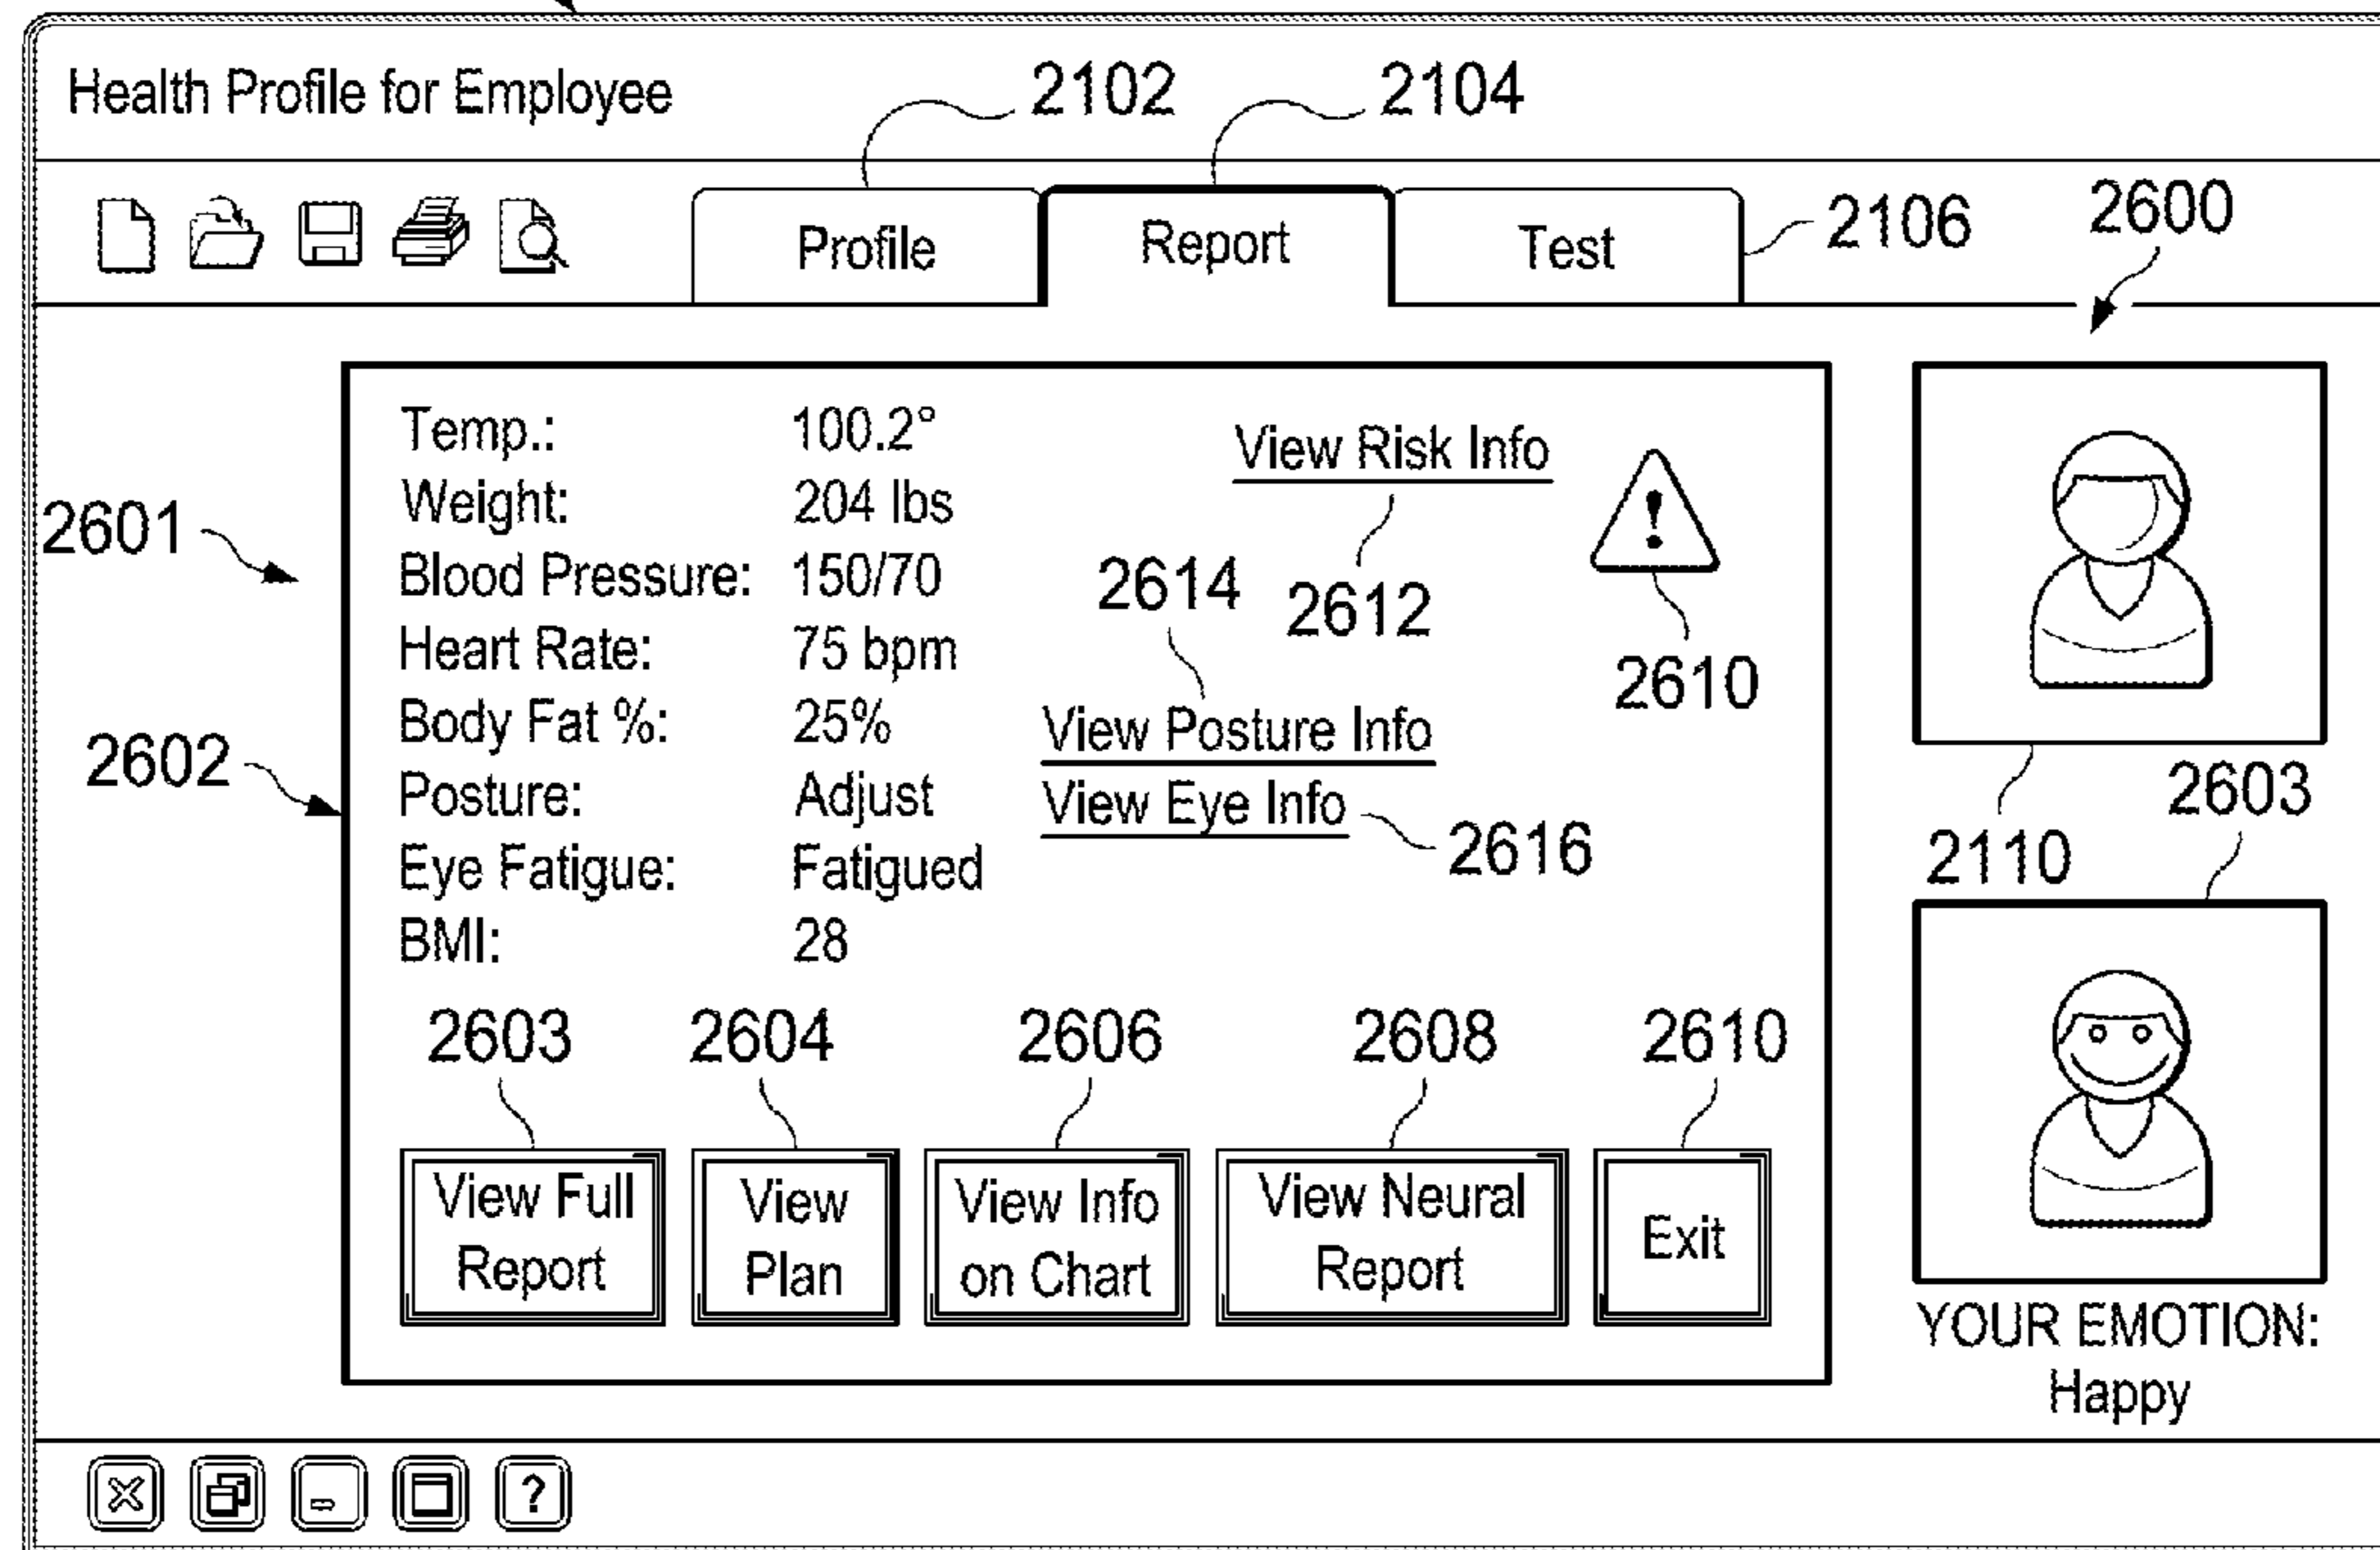 Health Profile for Employee
2102
2104
Profile
Report
Test
2106
2600
Temp.: 100.2°
View Risk Info
Weight: 204 lbs
2601
Blood Pressure: 150/70
2614
2612
Heart Rate: 75 bpm
2610
Body Fat %: 25%
View Posture Info
2602
Posture: Adjust
View Eye Info
2616
2110
2603
Eye Fatigue: Fatigued
BMI: 28
2603
2604
2606
2608
2610
View Full
Report
View
Plan
View Info
on Chart
View Neural
Report
Exit
YOUR EMOTION:
Happy
?